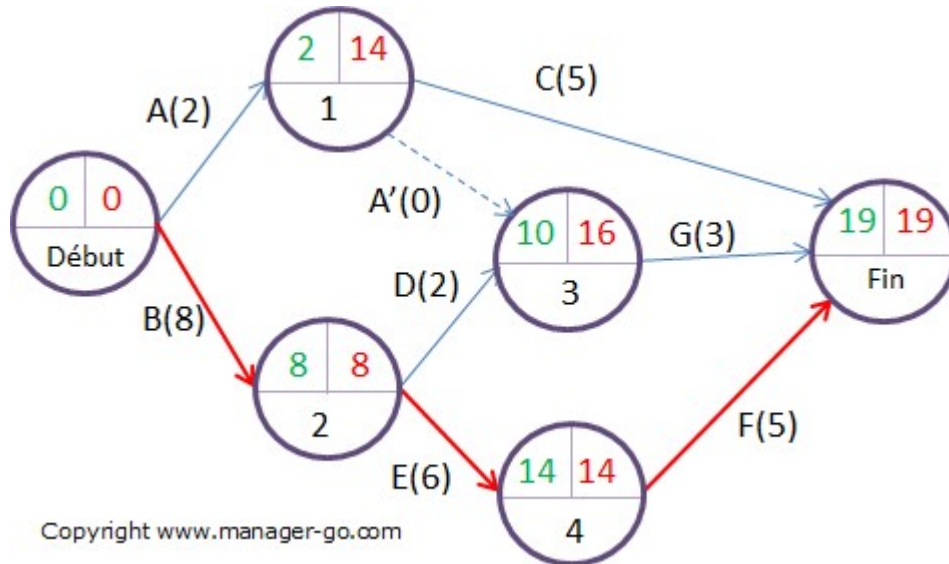 2 14
1
C(5)
A(2)
0 0
Début
A’(0)
10 16
3
G(3)
19 19
Fin
D(2)
B(8)
8 8
2
E(6)
14 14
4
F(5)
Copyright www.manager-go.com